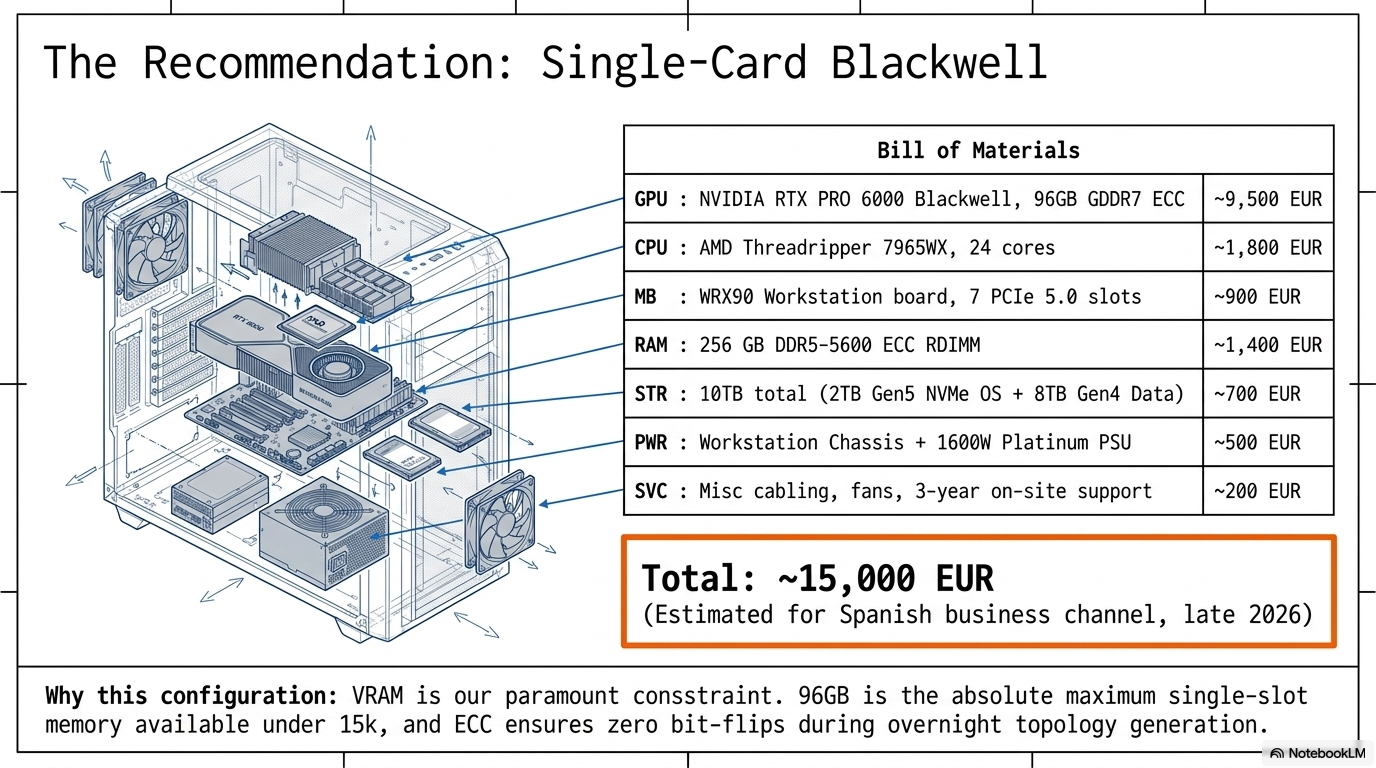 The Recommendation: Single-Card Blackwell
Bill of Materials
GPU : NVIDIA RTX PRO 6000 Blackwell, 96GB GDDR7 ECC ~9,500 EUR
CPU : AMD Threadripper 7965WX, 24 cores ~1,800 EUR
MB : WRX90 Workstation board, 7 PCIe 5.0 slots ~900 EUR
RAM : 256 GB DDR5-5600 ECC RDIMM ~1,400 EUR
STR : 10TB total (2TB Gen5 NVMe OS + 8TB Gen4 Data) ~700 EUR
PWR : Workstation Chassis + 1600W Platinum PSU ~500 EUR
SVC : Misc cabling, fans, 3-year on-site support ~200 EUR
Total: ~15,000 EUR
(Estimated for Spanish business channel, late 2026)
Why this configuration: VRAM is our paramount consstraint. 96GB is the absolute maximum single-slot
memory available under 15k, and ECC ensures zero bit-flips during overnight topology generation.
NotebookLM